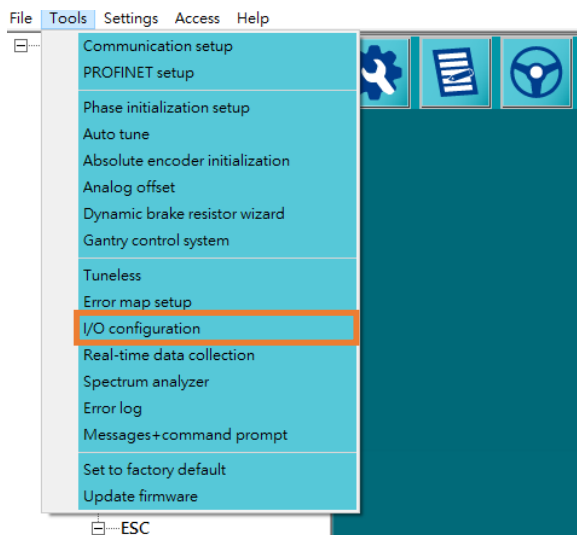 File Tools Settings Access Help
Communication setup
PROFINET setup
Phase initialization setup
Auto tune
Absolute encoder initialization
Analog offset
Dynamic brake resistor wizard
Gantry control system
Tuneless
Error map setup
I/O configuration
Real-time data collection
Spectrum analyzer
Error log
Messages+command prompt
Set to factory default
Update firmware
ESC